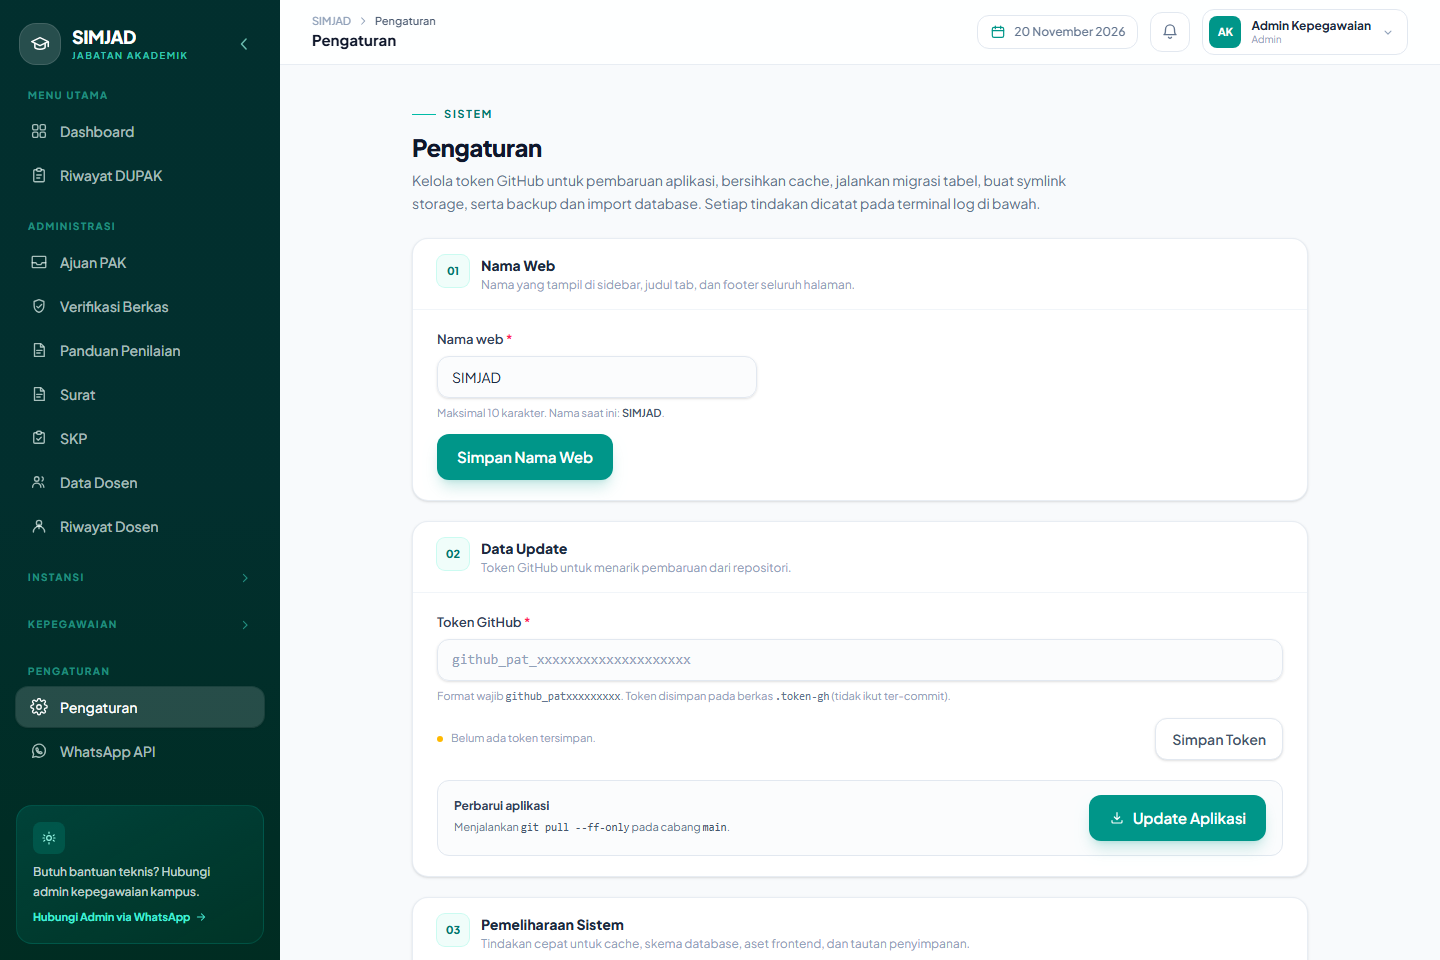 SIMJAD
JABATAN AKADEMIK
MENU UTAMA
Dashboard
Riwayat DUPAK
ADMINISTRASI
Ajuan PAK
Verifikasi Berkas
Panduan Penilaian
Surat
SKP
Data Dosen
Riwayat Dosen
INSTANSI
KEPEGAWAIAN
PENGATURAN
Pengaturan
WhatsApp API
Butuh bantuan teknis? Hubungi
admin kepegawaian kampus.
Hubungi Admin via WhatsApp →
SIMJAD > Pengaturan
Pengaturan
20 November 2026
AK
Admin Kepegawaian
Admin
SISTEM
Pengaturan
Kelola token GitHub untuk pembaruan aplikasi, bersihkan cache, jalankan migrasi tabel, buat symlink
storage, serta backup dan import database. Setiap tindakan dicatat pada terminal log di bawah.
01
Nama Web
Nama yang tampil di sidebar, judul tab, dan footer seluruh halaman.
Nama web *
SIMJAD
Maksimal 10 karakter. Nama saat ini: SIMJAD.
Simpan Nama Web
02
Data Update
Token GitHub untuk menarik pembaruan dari repositori.
Token GitHub *
github_pat_xxxxxxxxxxxxxxxxxxxx
Format wajib github_patxxxxxxxxx. Token disimpan pada berkas .token-gh (tidak ikut ter-commit).
Belum ada token tersimpan.
Simpan Token
Perbarui aplikasi
Menjalankan git pull --ff-only pada cabang main.
Update Aplikasi
03
Pemeliharaan Sistem
Tindakan cepat untuk cache, skema database, aset frontend, dan tautan penyimpanan.